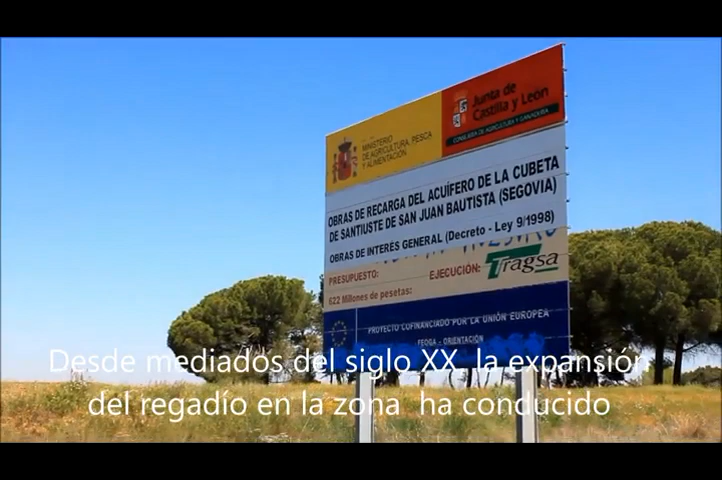 MINISTERIO
DE AGRICULTURA, PESCA
Y ALIMENTACIÓN
Junta de
Castilla y León
CONSEJERÍA DE AGRICULTURA Y GANADERÍA
OBRAS DE RECARGA DEL ACUÍFERO DE LA CUBETA
DE SANTIUSTE DE SAN JUAN BAUTISTA (SEGOVIA)
OBRAS DE INTERÉS GENERAL (Decreto - Ley 9/1998)
PRESUPUESTO:
622 Millones de pesetas:
EJECUCIÓN:
Tragsa
PROYECTO COFINANCIADO POR LA UNIÓN EUROPEA
FEOGA - ORIENTACIÓN
Desde mediados del siglo XX, la expansión
del regadío en la zona ha conducido